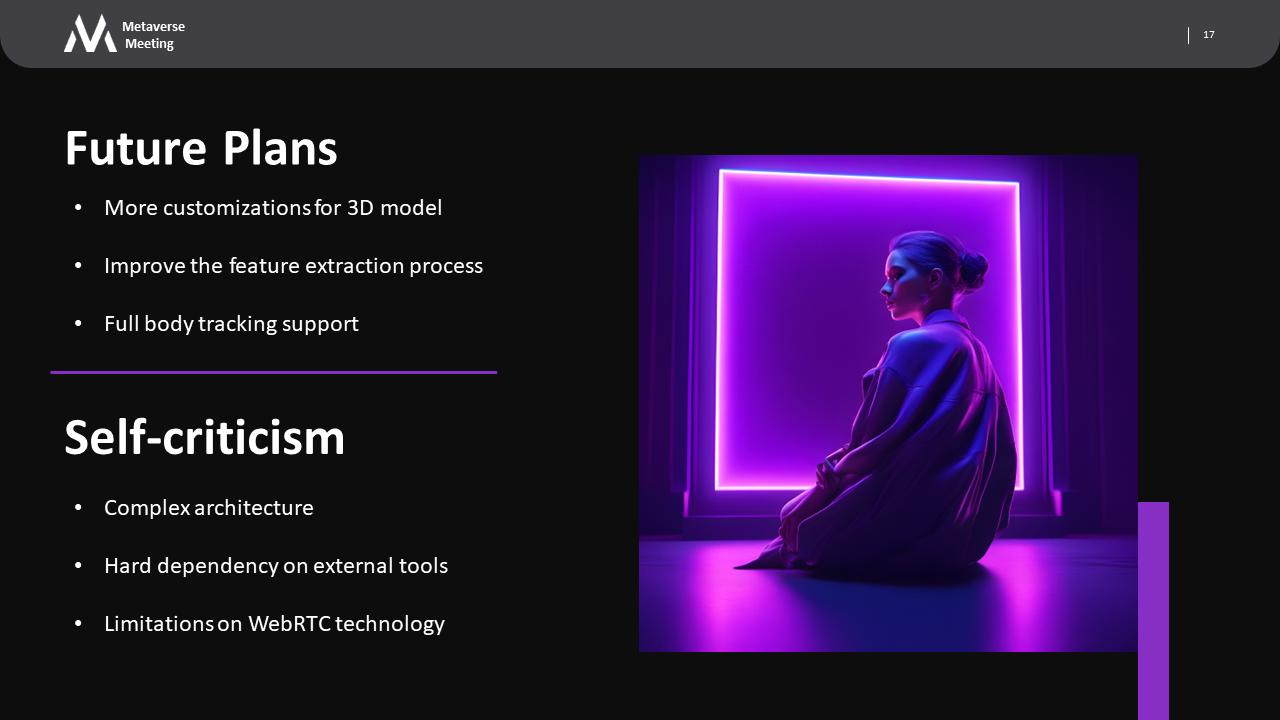 Metaverse
Meeting
17
Future Plans
• More customizations for 3D model
• Improve the feature extraction process
• Full body tracking support
Self-criticism
• Complex architecture
• Hard dependency on external tools
• Limitations on WebRTC technology